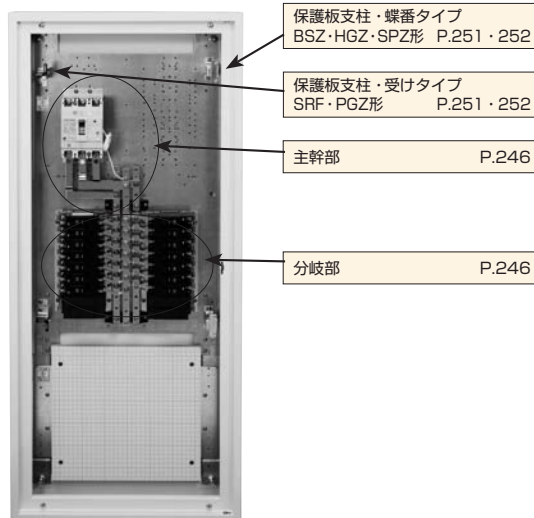 保護板支柱・蝶番タイプ
BSZ・HGZ・SPZ形 P.251・252
保護板支柱・受けタイプ
SRF・PGZ形 P.251・252
主幹部 P.246
分岐部 P.246